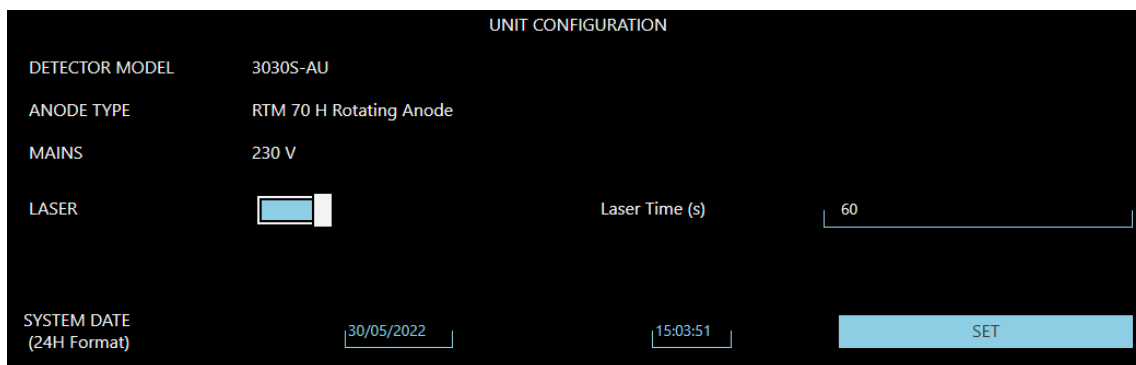 UNIT CONFIGURATION
DETECTOR MODEL 3030S-AU
ANODE TYPE RTM 70 H Rotating Anode
MAINS 230 V
LASER Laser Time (s) 60
SYSTEM DATE
(24H Format) 30/05/2022 15:03:51 SET